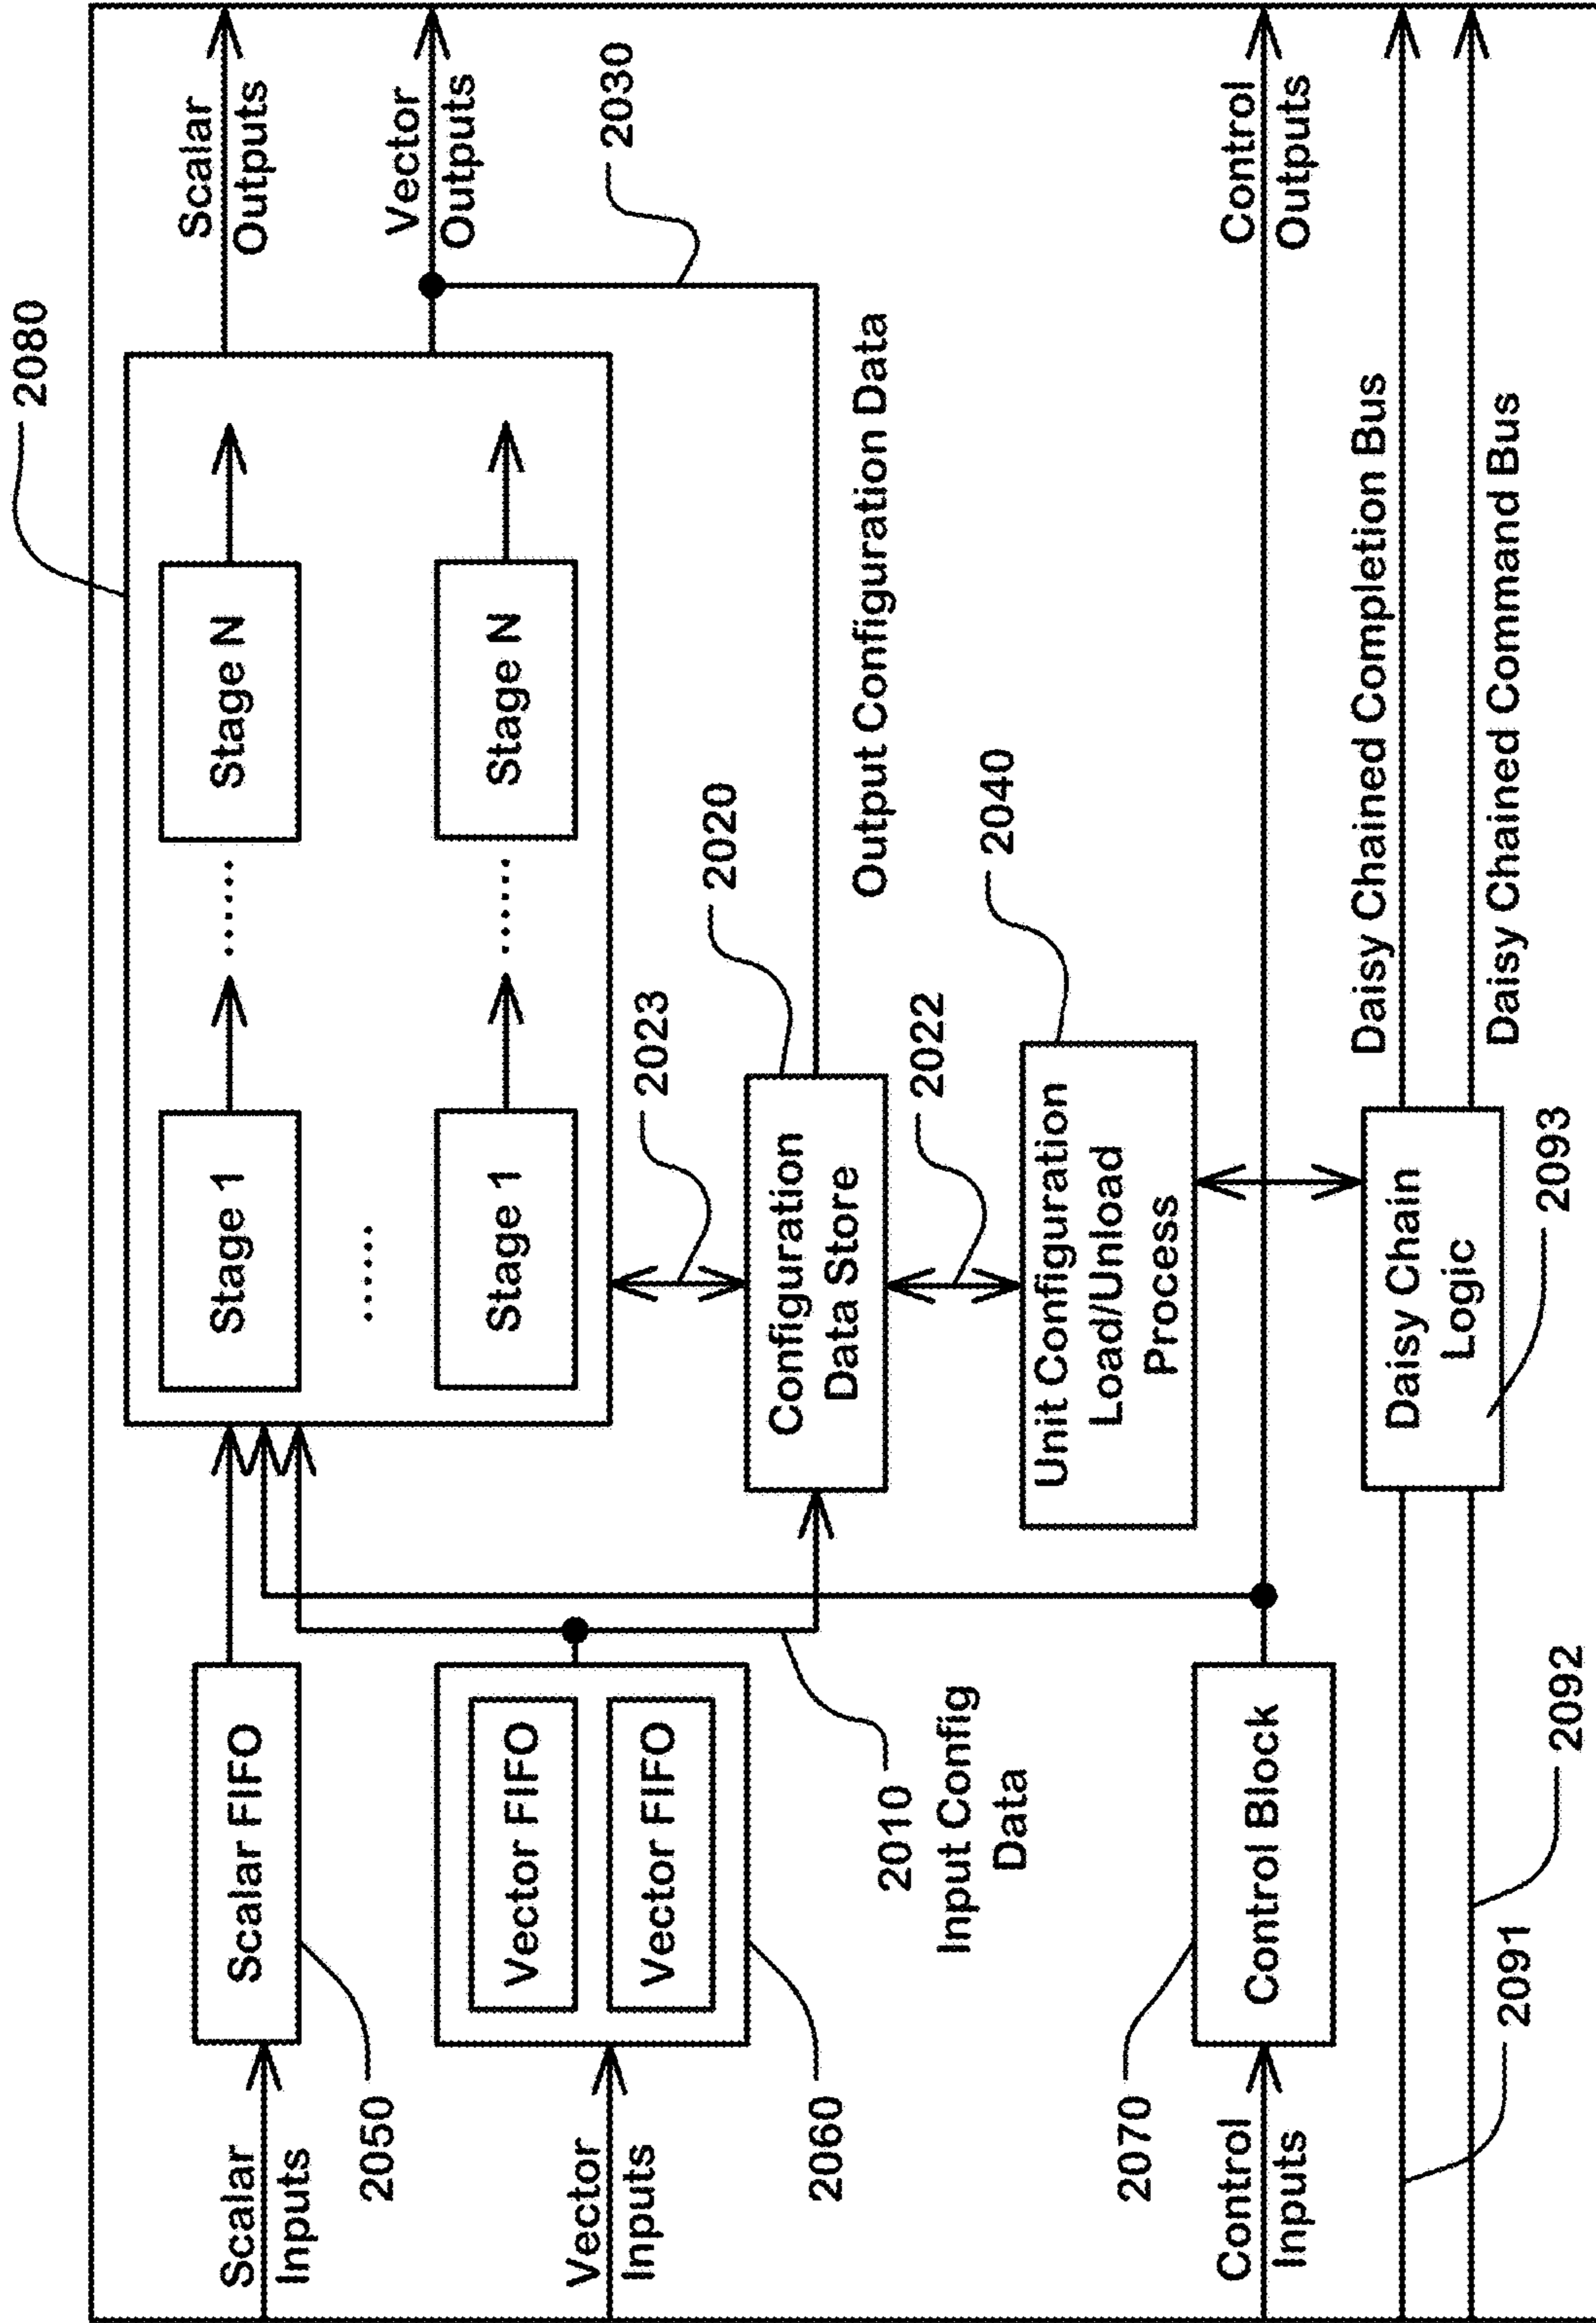 2080
Scalar
Inputs
Scalar FIFO
2050
Stage 1
......
Stage N
Scalar
Outputs
......
Vector
Inputs
Vector FIFO
Vector FIFO
2060
Stage 1
......
Stage N
Vector
Outputs
2030
2010
Input Config
Data
2023
Configuration
Data Store
2020
Output Configuration Data
2022
Unit Configuration
Load/Unload
Process
2040
Control
Inputs
2070
Control Block
Control
Outputs
Daisy Chained Completion Bus
Daisy Chain
Logic
Daisy Chained Command Bus
2091
2092
2093